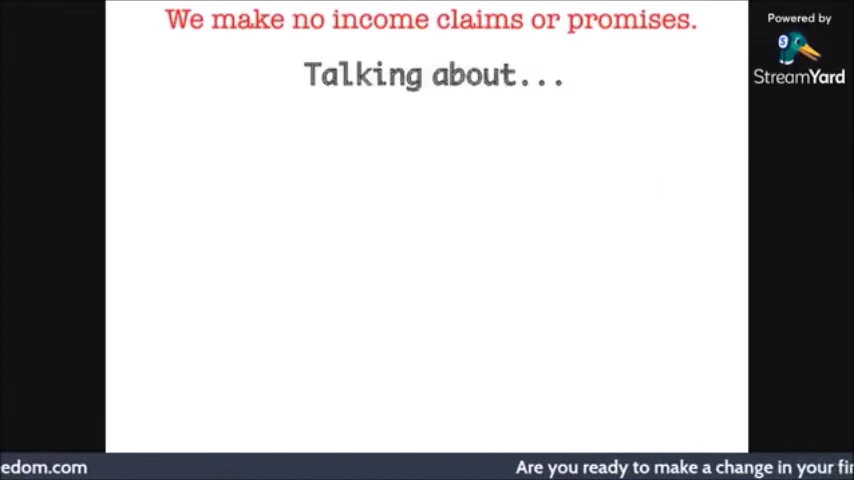 We make no income claims or promises.
Powered by
StreamYard
Talking about...
edom.com
Are you ready to make a change in your fi